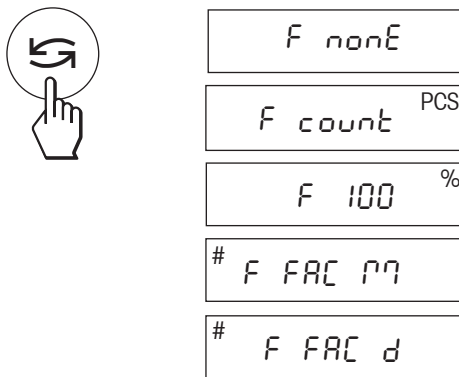 F nonE
F count PCS
F 100 %
# F FAC M
# F FAC d